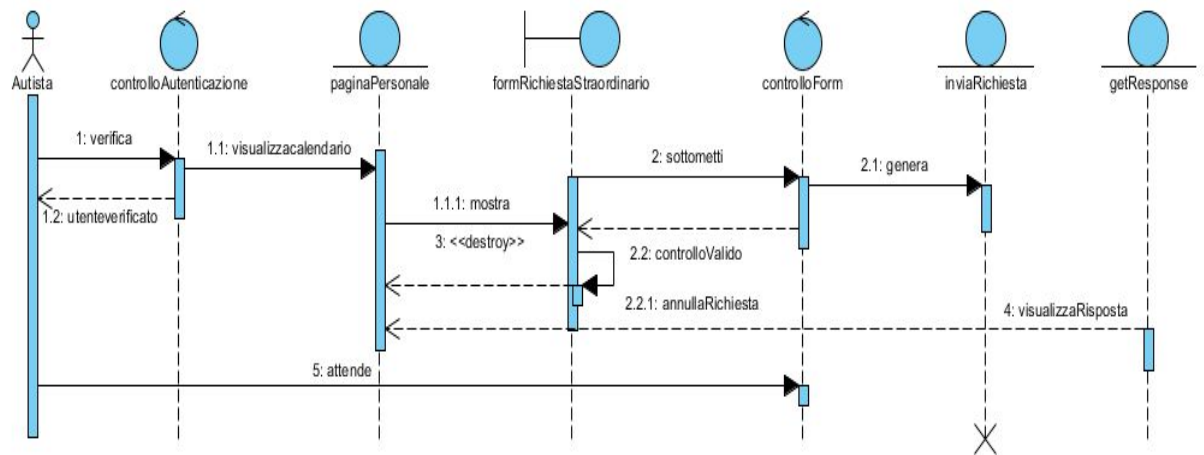 Autista
controlloAutenticazione
paginaPersonale
formRichiestaStraordinario
controlloForm
inviaRichiesta
getResponse
1: verifica
1.1: visualizzacalendario
2: sottometti
2.1: genera
1.2: utenteverificato
1.1.1: mostra
3: <<destroy>>
2.2: controlloValido
2.2.1: annullaRichiesta
4: visualizzaRisposta
5: attende